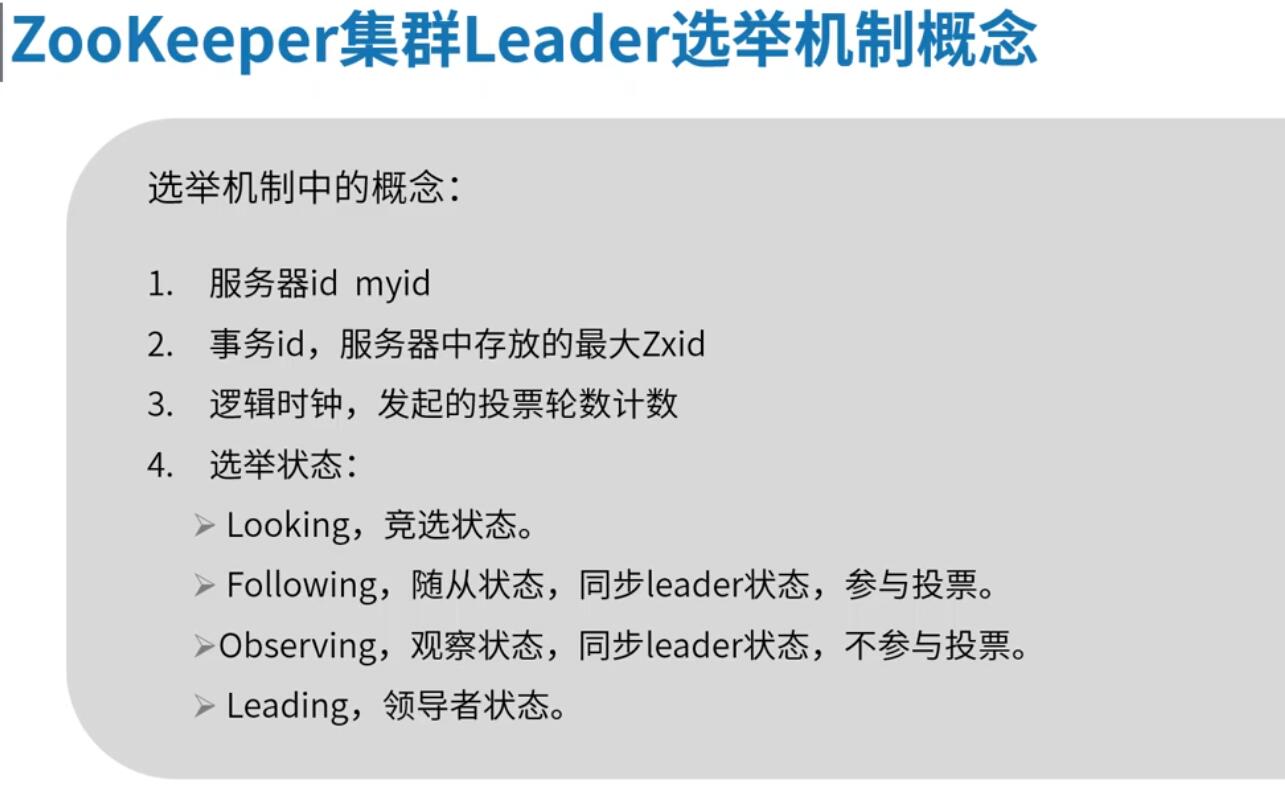 ZooKeeper集群Leader选举机制概念
选举机制中的概念：
1. 服务器id myid
2. 事务id，服务器中存放的最大Zxid
3. 逻辑时钟，发起的投票轮数计数
4. 选举状态：
➢ Looking，竞选状态。
➢ Following，随从状态，同步leader状态，参与投票。
➢Observing，观察状态，同步leader状态，不参与投票。
➢ Leading，领导者状态。